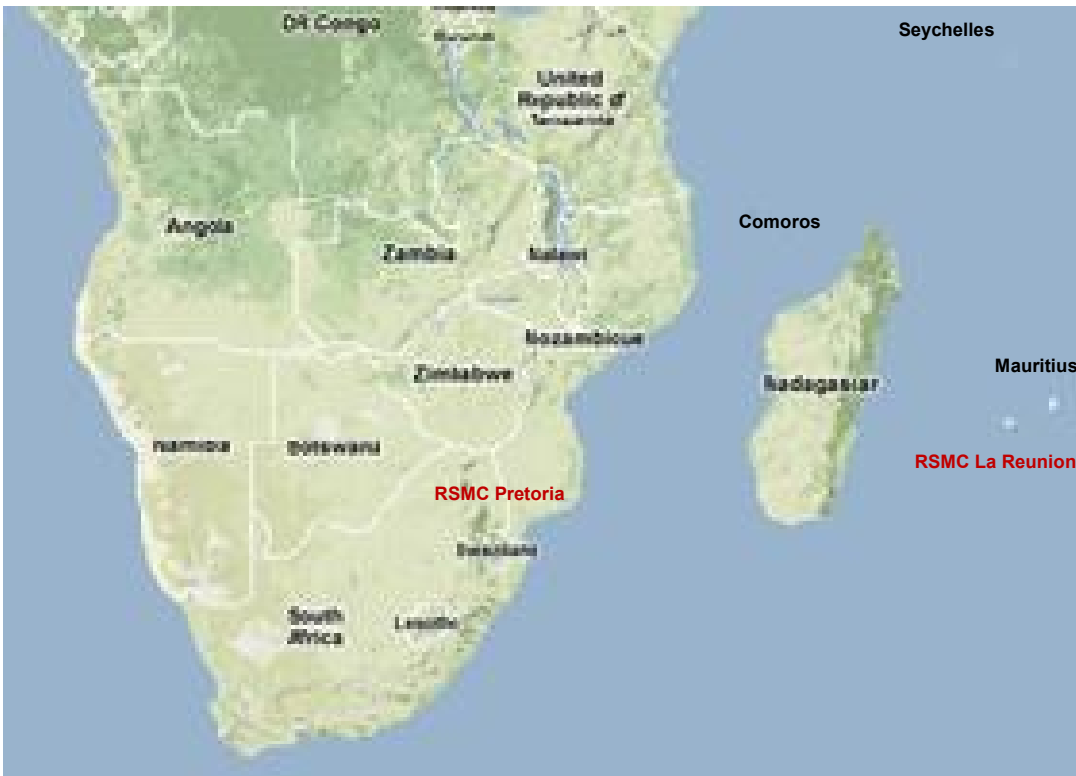 DR Congo
Seychelles
Burundi
United
Republic of
Tanzania
Angola
Comoros
Zambia
Malawi
Mozambique
Mauritius
Zimbabwe
Madagascar
Namibia
Botswana
RSMC La Reunion
RSMC Pretoria
Swaziland
South
Africa
Lesotho